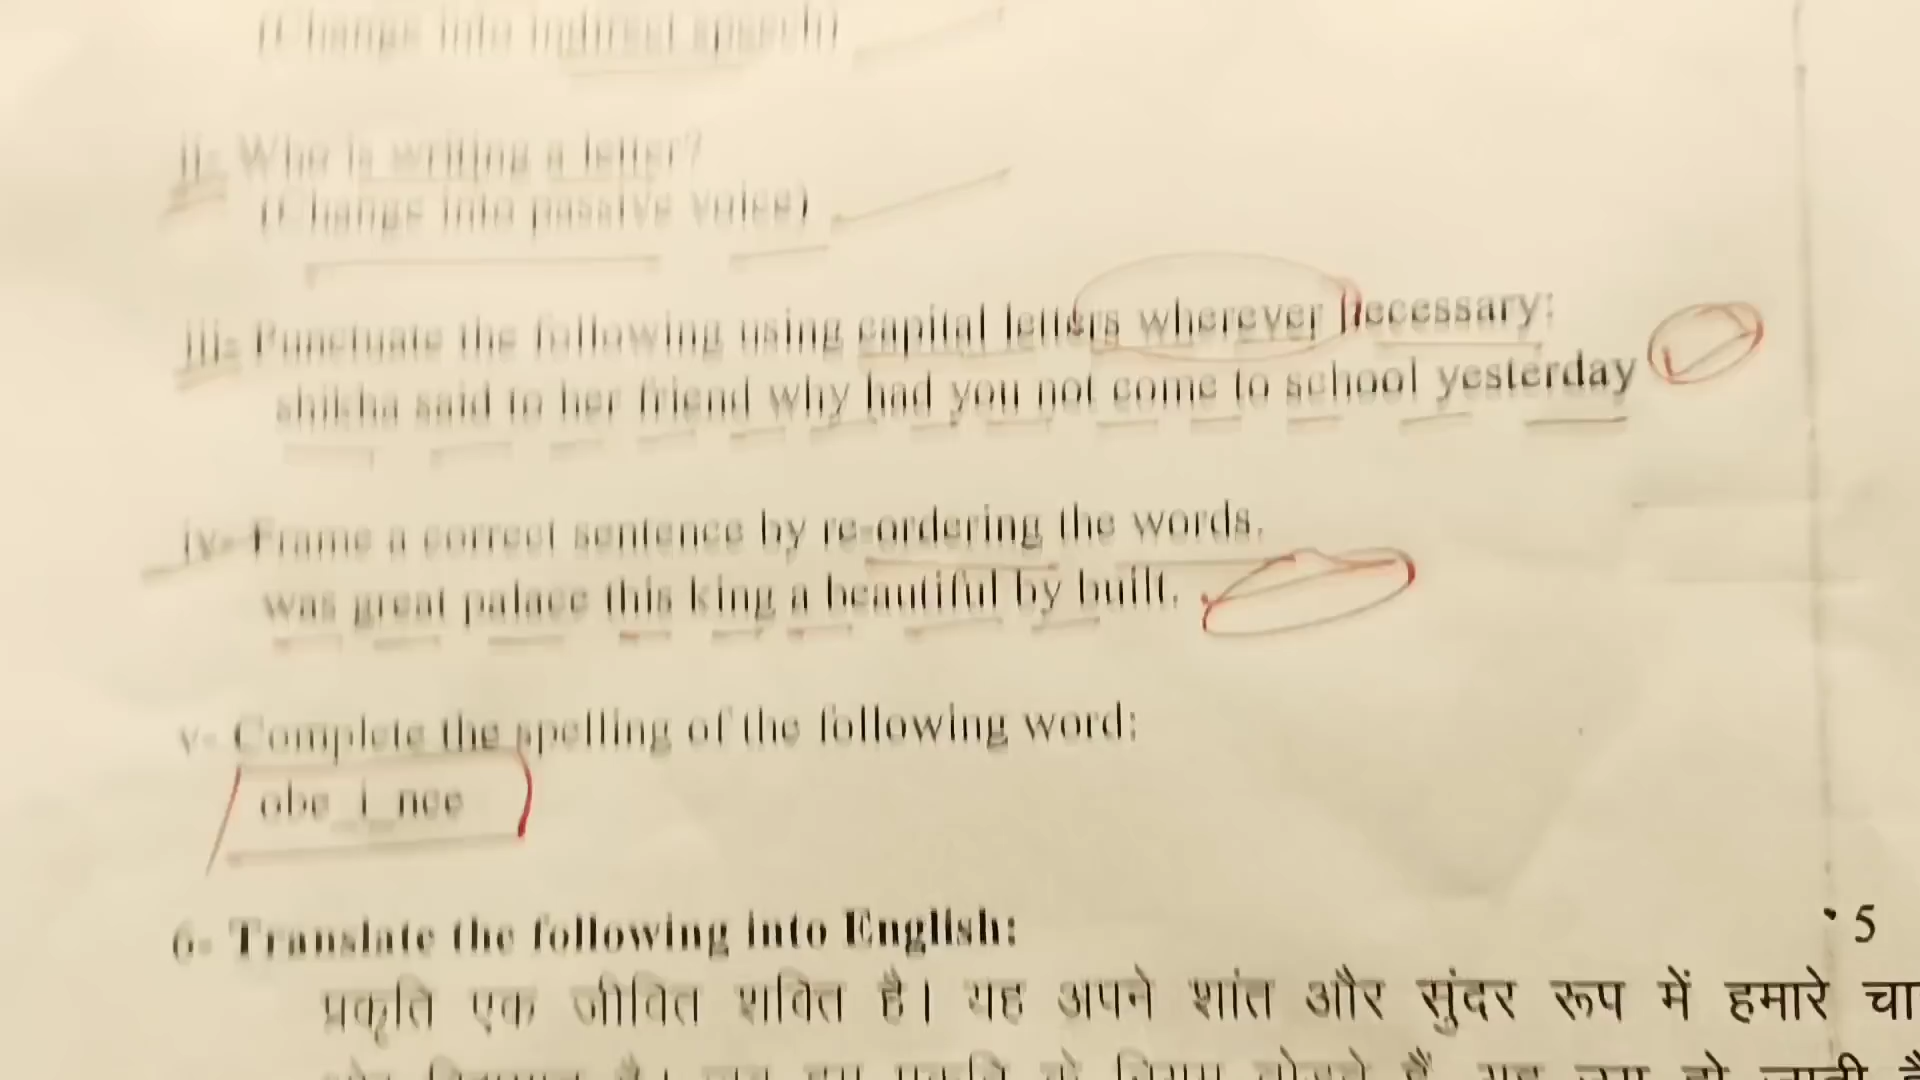 (Change into indirect speech)
ii- Who is writing a letter?
(Change into passive voice)
iii- Punctuate the following using capital letters wherever necessary:
shikha said to her friend why had you not come to school yesterday
iv- Frame a correct sentence by re-ordering the words.
was great palace this king a beautiful by built.
v- Complete the spelling of the following word:
obe_i_nce
6- Translate the following into English: 5
प्रकृति एक जीवित शक्ति है। यह अपने शांत और सुंदर रूप में हमारे